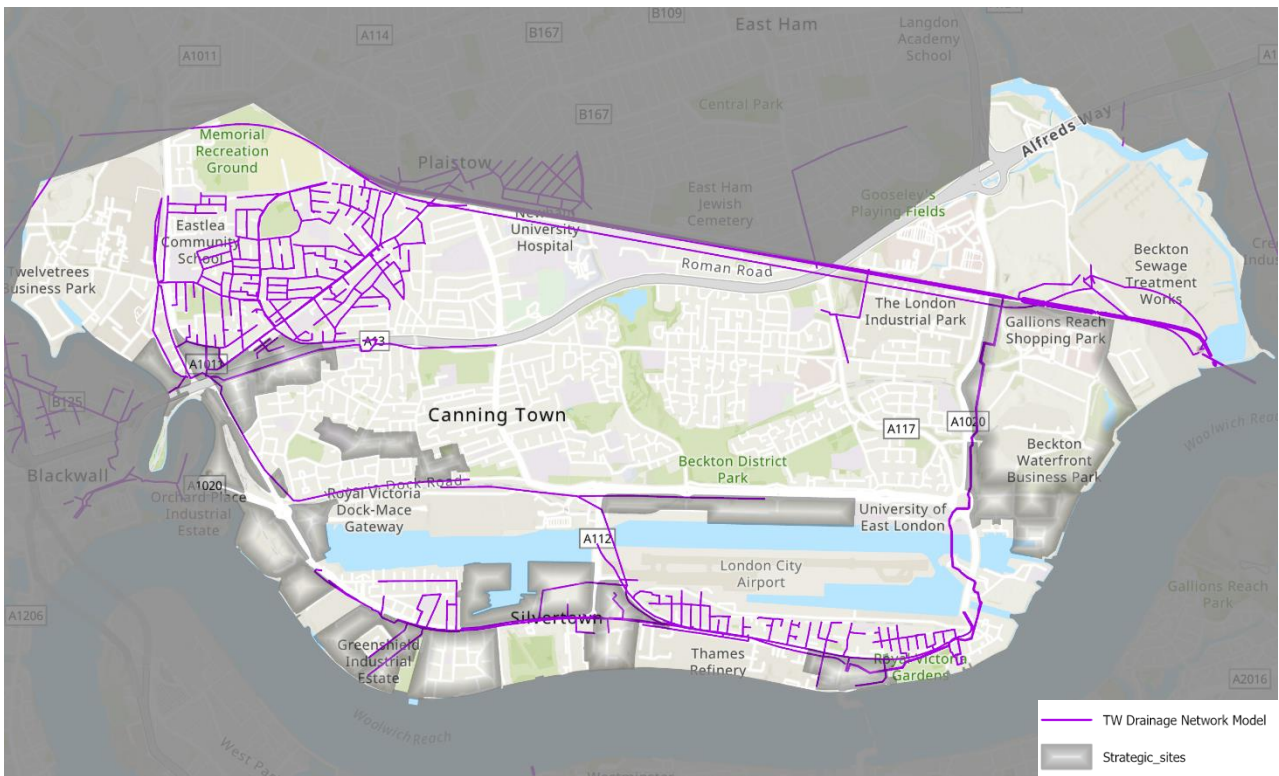 B109
East Ham
Langdon
Academy
School
A114
B167
A1011
Central Park
B167
Alfreds Way
Memorial
Recreation
Ground
Plaistow
East Ham
Jewish
Cemetery
Gooseley's
Playing Fields
Newham
University
Hospital
Eastlea
Community
School
Roman Road
Beckton
Sewage
Treatment
Works
Twelvetrees
Business Park
The London
Industrial Park
Gallions Reach
Shopping Park
A13
A1011
B125
Canning Town
A1020
A117
Beckton
Waterfront
Business Park
Woolwich Reach
Blackwall
Beckton District
Park
Dock Road
A1020
Orchard Place
Industrial
Estate
Royal Victoria
Dock-Mace
Gateway
University of
East London
A112
London City
Airport
Gallions Reach
Park
A1206
Silvertown
Greenshield
Industrial
Estate
Thames
Refinery
Royal Victoria
Gardens
A2016
Woolwich Reach
TW Drainage Network Model
Strategic_sites